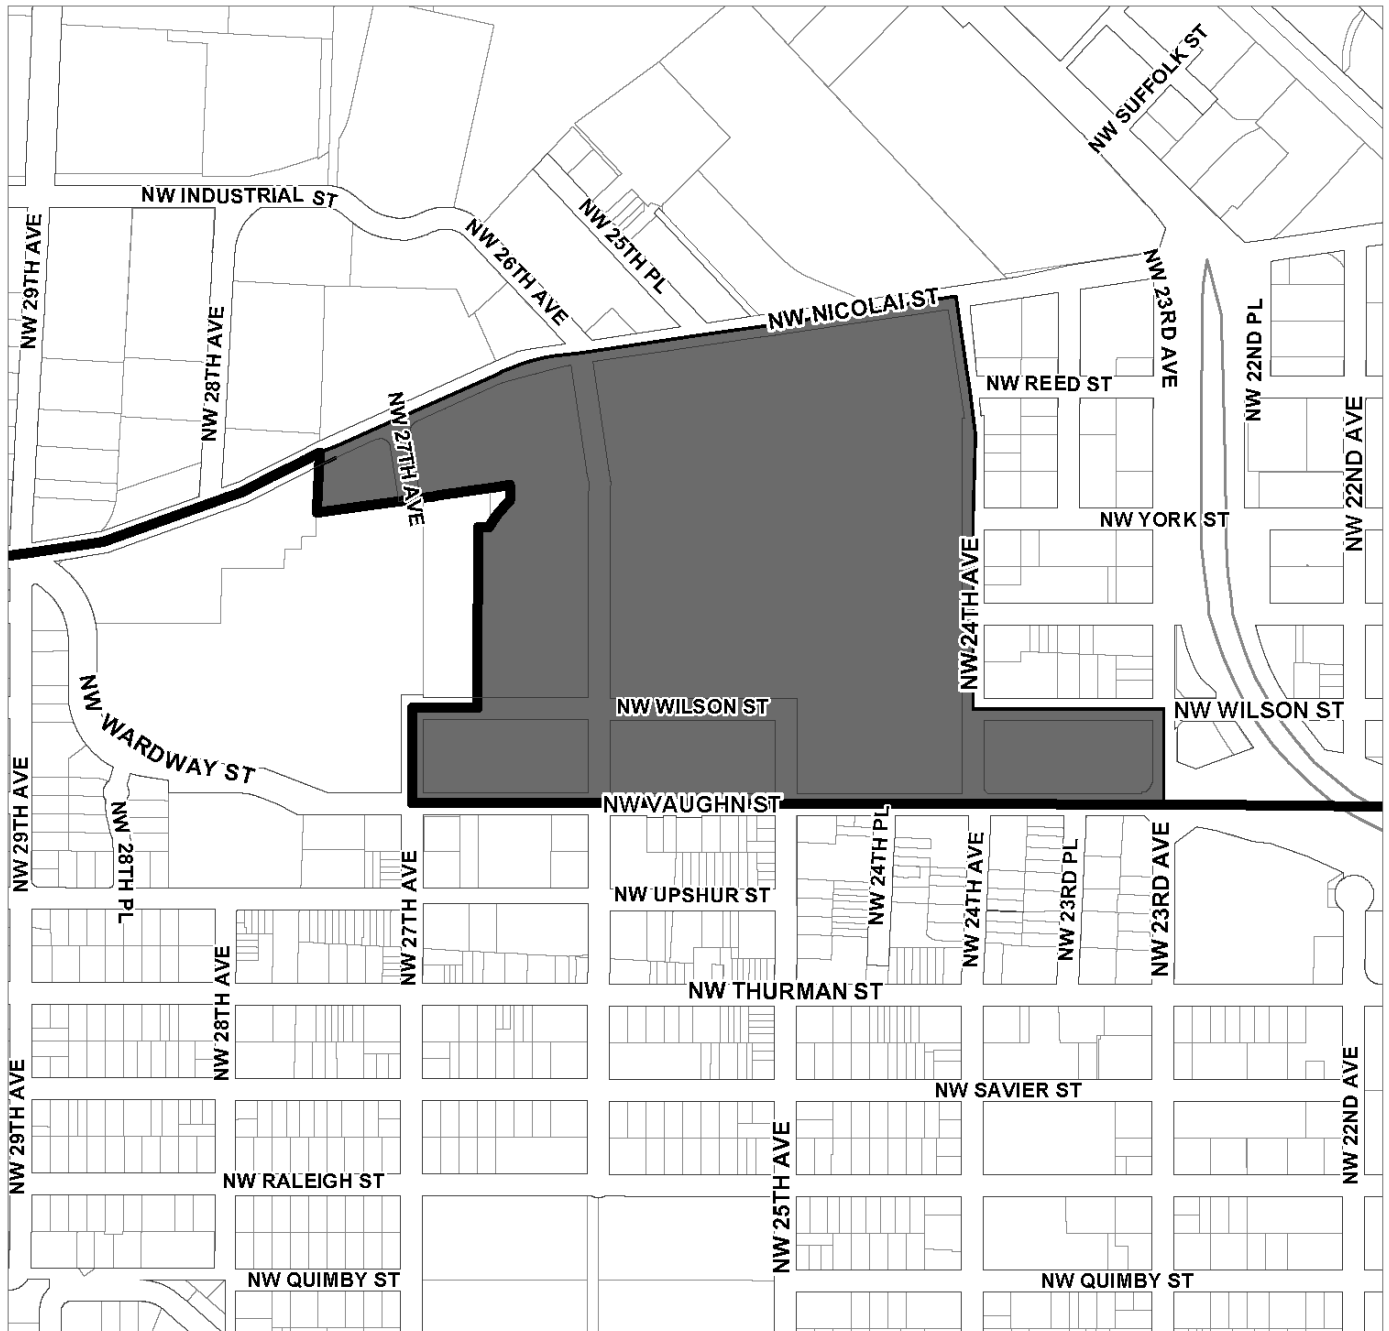 NW SUFFOLK ST
NW INDUSTRIAL ST
NW 29TH AVE
NW 28TH AVE
NW 26TH AVE
NW 25TH PL
NW NICOLAI ST
NW 23RD AVE
NW 22ND PL
NW REED ST
NW 27TH AVE
NW 22ND AVE
NW YORK ST
NW 24TH AVE
NW WARDWAY ST
NW WILSON ST
NW WILSON ST
NW 29TH AVE
NW 28TH PL
NW VAUGHN ST
NW 27TH AVE
NW UPSHUR ST
NW 24TH PL
NW 24TH AVE
NW 23RD PL
NW 23RD AVE
NW 28TH AVE
NW THURMAN ST
NW SAVIER ST
NW 29TH AVE
NW 22ND AVE
NW 25TH AVE
NW RALEIGH ST
NW QUIMBY ST
NW QUIMBY ST